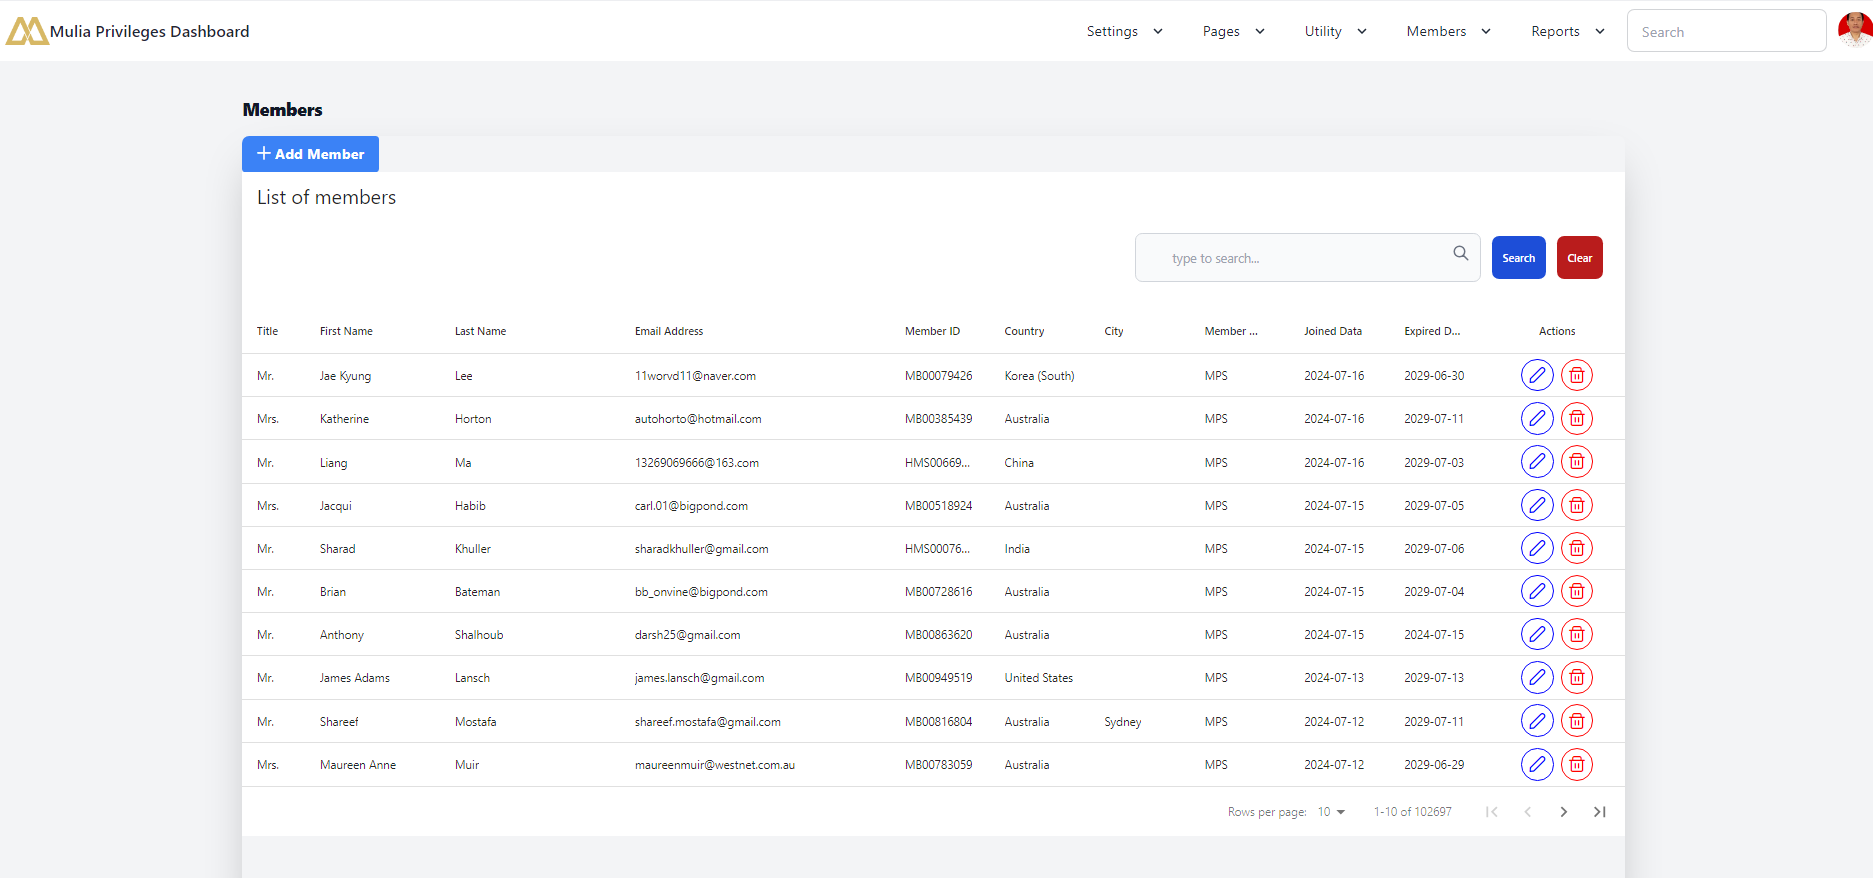 Mulia Privileges Dashboard
Settings Pages Utility Members Reports Search
Members
+ Add Member
List of members
type to search... Search Clear
Title First Name Last Name Email Address Member ID Country City Member ... Joined Data Expired D... Actions
Mr. Jae Kyung Lee 11worvd11@naver.com MB00079426 Korea (South) MPS 2024-07-16 2029-06-30
Mrs. Katherine Horton autohorto@hotmail.com MB00385439 Australia MPS 2024-07-16 2029-07-11
Mr. Liang Ma 13269069666@163.com HMS00669... China MPS 2024-07-16 2029-07-03
Mrs. Jacqui Habib carl.01@bigpond.com MB00518924 Australia MPS 2024-07-15 2029-07-05
Mr. Sharad Khuller sharadkhuller@gmail.com HMS00076... India MPS 2024-07-15 2029-07-06
Mr. Brian Bateman bb_onvine@bigpond.com MB00728616 Australia MPS 2024-07-15 2029-07-04
Mr. Anthony Shalhoub darsh25@gmail.com MB00863620 Australia MPS 2024-07-15 2024-07-15
Mr. James Adams Lansch james.lansch@gmail.com MB00949519 United States MPS 2024-07-13 2029-07-13
Mr. Shareef Mostafa shareef.mostafa@gmail.com MB00816804 Australia Sydney MPS 2024-07-12 2029-07-11
Mrs. Maureen Anne Muir maureenmuir@westnet.com.au MB00783059 Australia MPS 2024-07-12 2029-06-29
Rows per page: 10 1-10 of 102697